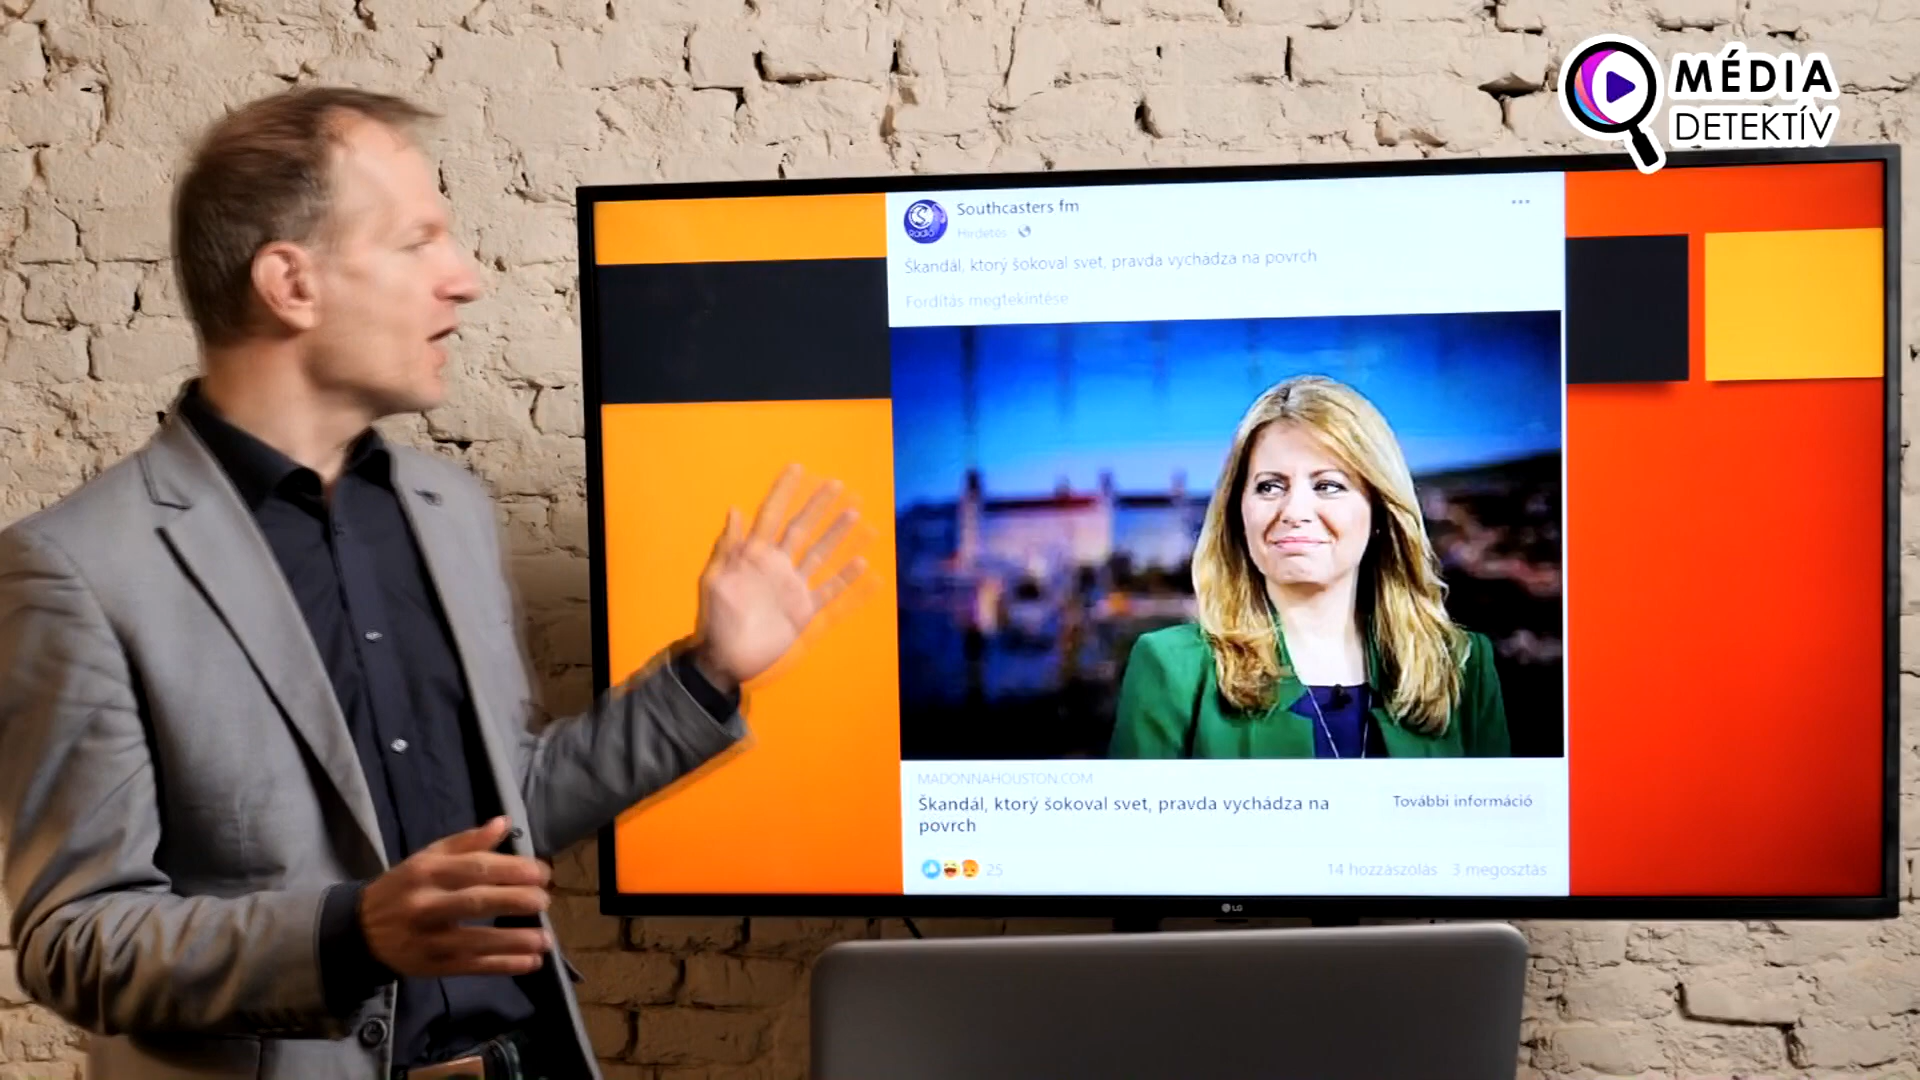 MÉDIA
DETEKTÍV
Southcasters fm
Hirdetés
Škandál, ktorý šokoval svet, pravda vychádza na povrch
Fordítás megtekintése
MADONNAHOUSTON.COM
Škandál, ktorý šokoval svet, pravda vychádza na
povrch
További információ
25
14 hozzászólás 3 megosztás
LG